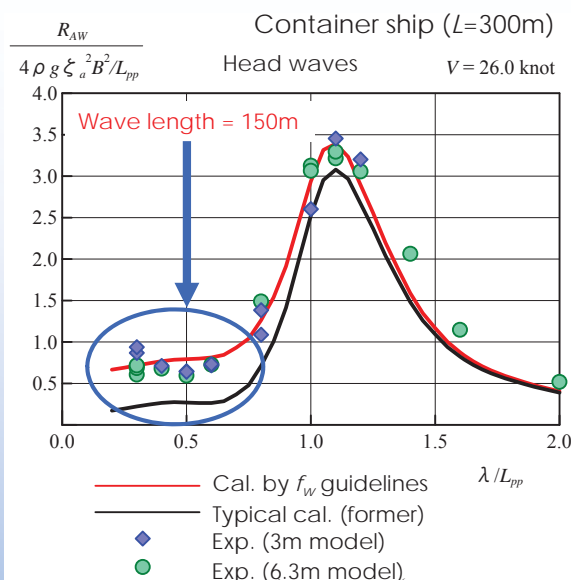 Container ship (L=300m)
R_AW
4ρgζ_a²B²/L_pp
Head waves
V = 26.0 knot
4.0
Wave length = 150m
3.5
3.0
2.5
2.0
1.5
1.0
0.5
0.0
0.5
1.0
1.5
2.0
λ/L_pp
Cal. by f_W guidelines
Typical cal. (former)
Exp. (3m model)
Exp. (6.3m model)